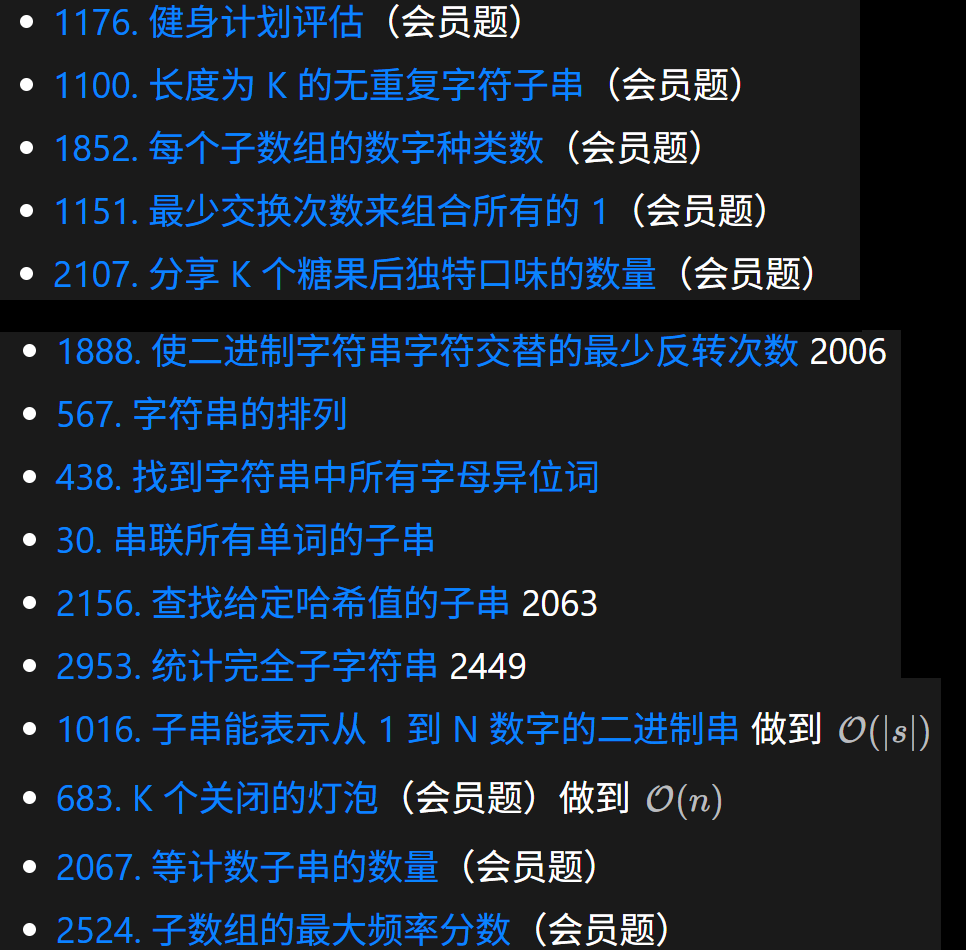 • 1176. 健身计划评估（会员题）
• 1100. 长度为 K 的无重复字符子串（会员题）
• 1852. 每个子数组的数字种类数（会员题）
• 1151. 最少交换次数来组合所有的 1（会员题）
• 2107. 分享 K 个糖果后独特口味的数量（会员题）
• 1888. 使二进制字符串字符交替的最少反转次数 2006
• 567. 字符串的排列
• 438. 找到字符串中所有字母异位词
• 30. 串联所有单词的子串
• 2156. 查找给定哈希值的子串 2063
• 2953. 统计完全子字符串 2449
• 1016. 子串能表示从 1 到 N 数字的二进制串 做到 𝒪(|s|)
• 683. K 个关闭的灯泡（会员题）做到 𝒪(n)
• 2067. 等计数子串的数量（会员题）
• 2524. 子数组的最大频率分数（会员题）